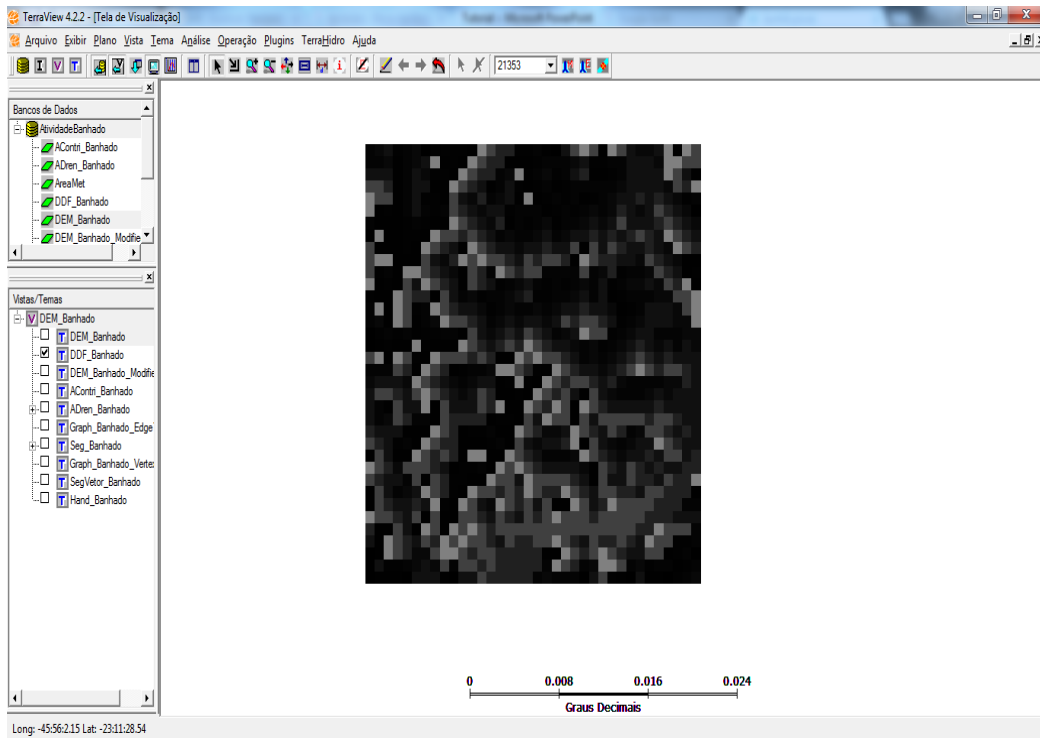 TerraView 4.2.2 - [Tela de Visualização]
Arquivo Exibir Plano Vista Tema Análise Operação Plugins TerraHidro Ajuda
21353
Bancos de Dados
AtividadeBanhado
AContri_Banhado
ADren_Banhado
AreaMet
DDF_Banhado
DEM_Banhado
DEM_Banhado_Modifie
Vistas/Temas
DEM_Banhado
DEM_Banhado
DDF_Banhado
DEM_Banhado_Modifie
AContri_Banhado
ADren_Banhado
Graph_Banhado_Edge
Seg_Banhado
Graph_Banhado_Verte
SegVetor_Banhado
Hand_Banhado
0 0.008 0.016 0.024
Graus Decimais
Long: -45:56:2.15 Lat: -23:11:28.54